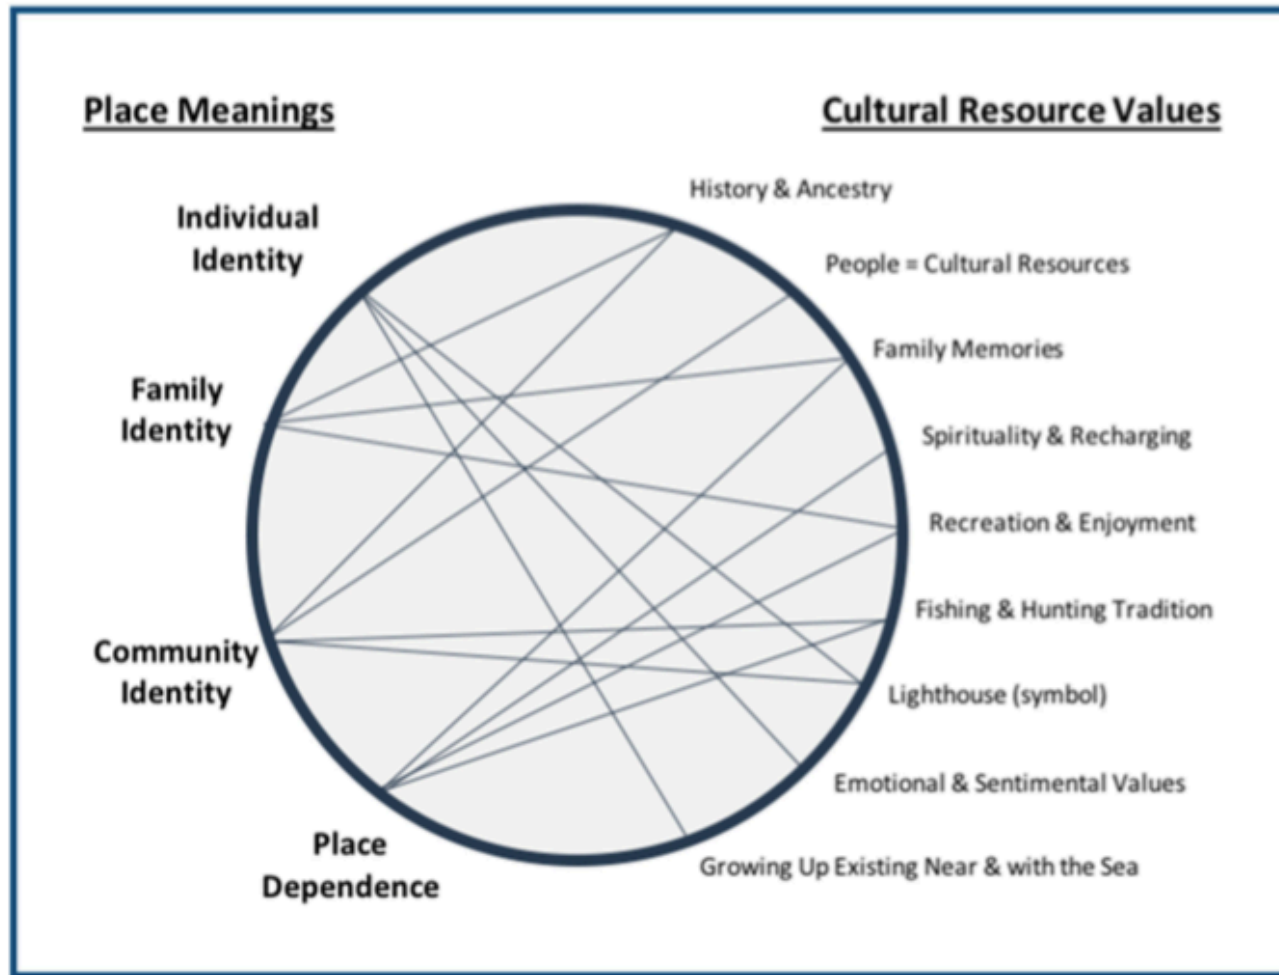 Place Meanings
Cultural Resource Values
Individual
Identity
Family
Identity
Community
Identity
Place
Dependence
History & Ancestry
People = Cultural Resources
Family Memories
Spirituality & Recharging
Recreation & Enjoyment
Fishing & Hunting Tradition
Lighthouse (symbol)
Emotional & Sentimental Values
Growing Up Existing Near & with the Sea